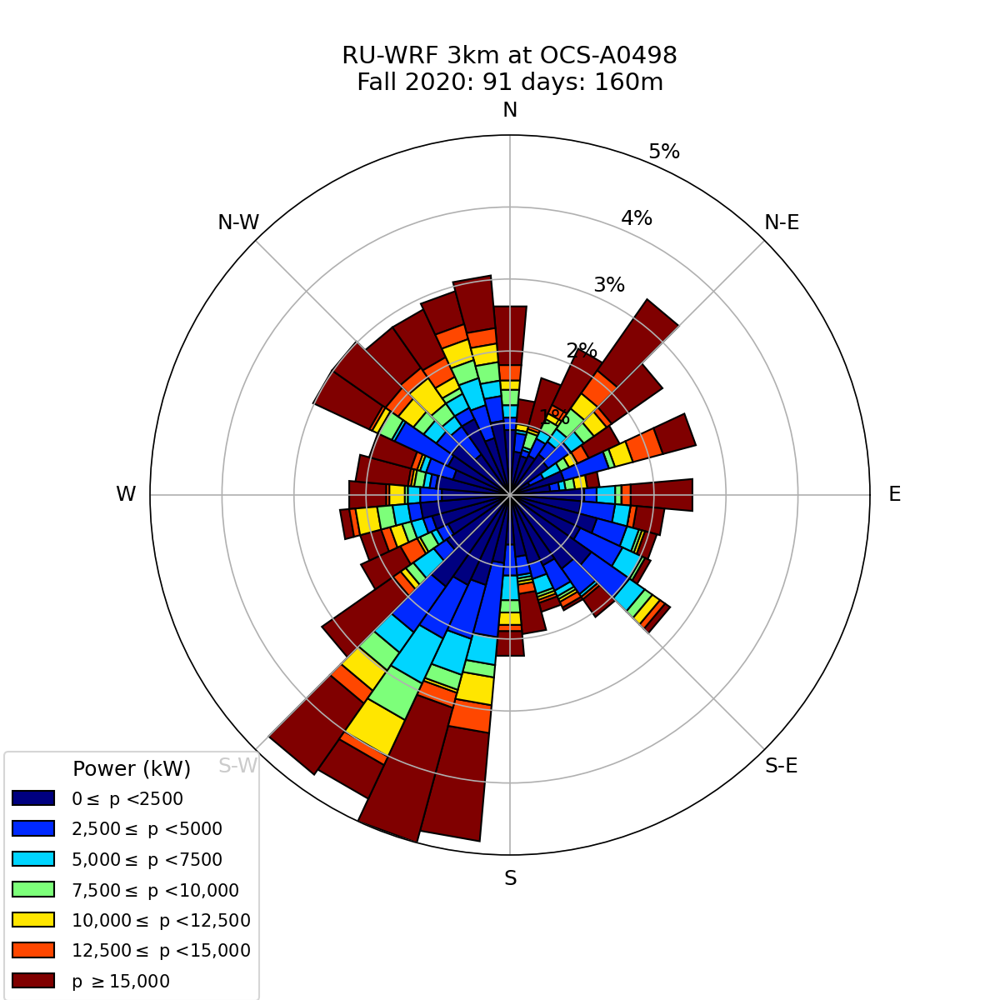 RU-WRF 3km at OCS-A0498
Fall 2020: 91 days: 160m
N
5%
N-W
4%
N-E
3%
2%
1%
W
E
S-W
S-E
S
Power (kW)
0≤ p <2500
2,500≤ p <5000
5,000≤ p <7500
7,500≤ p <10,000
10,000≤ p <12,500
12,500≤ p <15,000
p ≥15,000